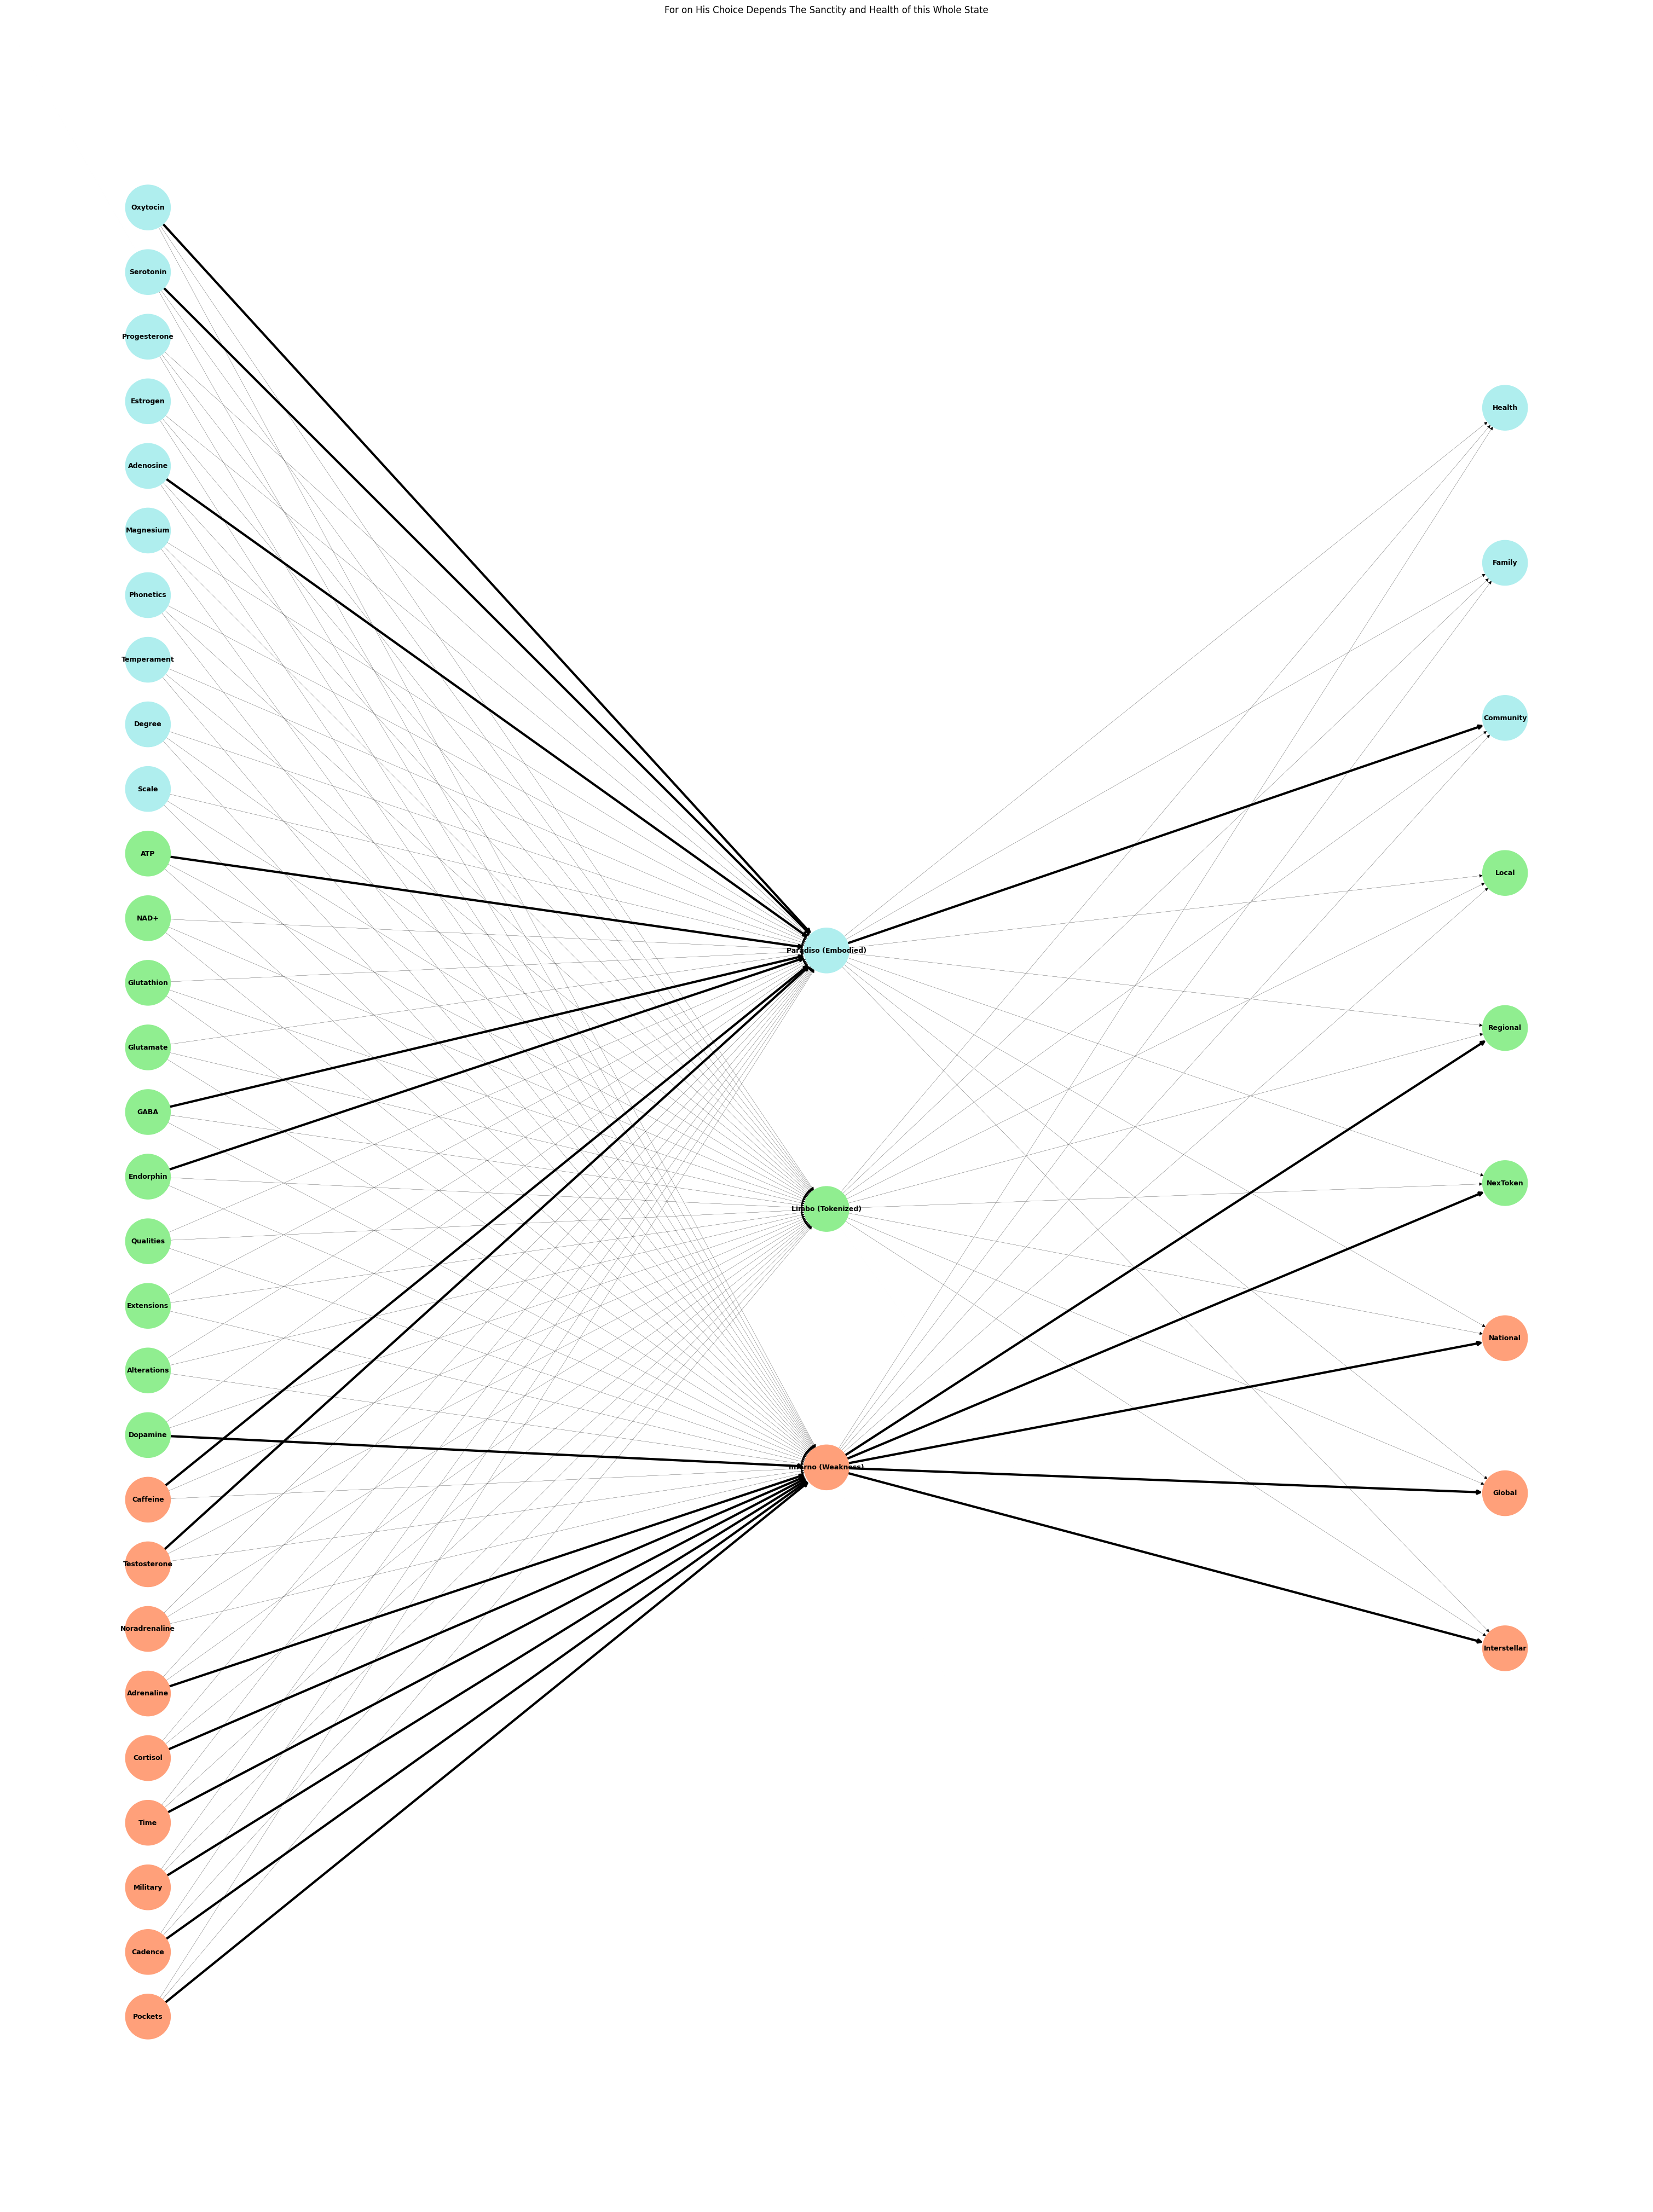 For on His Choice Depends The Sanctity and Health of this Whole State
Oxytocin
Serotonin
Progesterone
Estrogen
Adenosine
Magnesium
Phonetics
Temperament
Degree
Scale
ATP
NAD+
Glutathion
Glutamate
GABA
Endorphin
Qualities
Extensions
Alterations
Dopamine
Caffeine
Testosterone
Noradrenaline
Adrenaline
Cortisol
Time
Military
Cadence
Pockets
Paradiso (Embodied)
Limbo (Tokenized)
Inferno (Weakness)
Health
Family
Community
Local
Regional
NexToken
National
Global
Interstellar